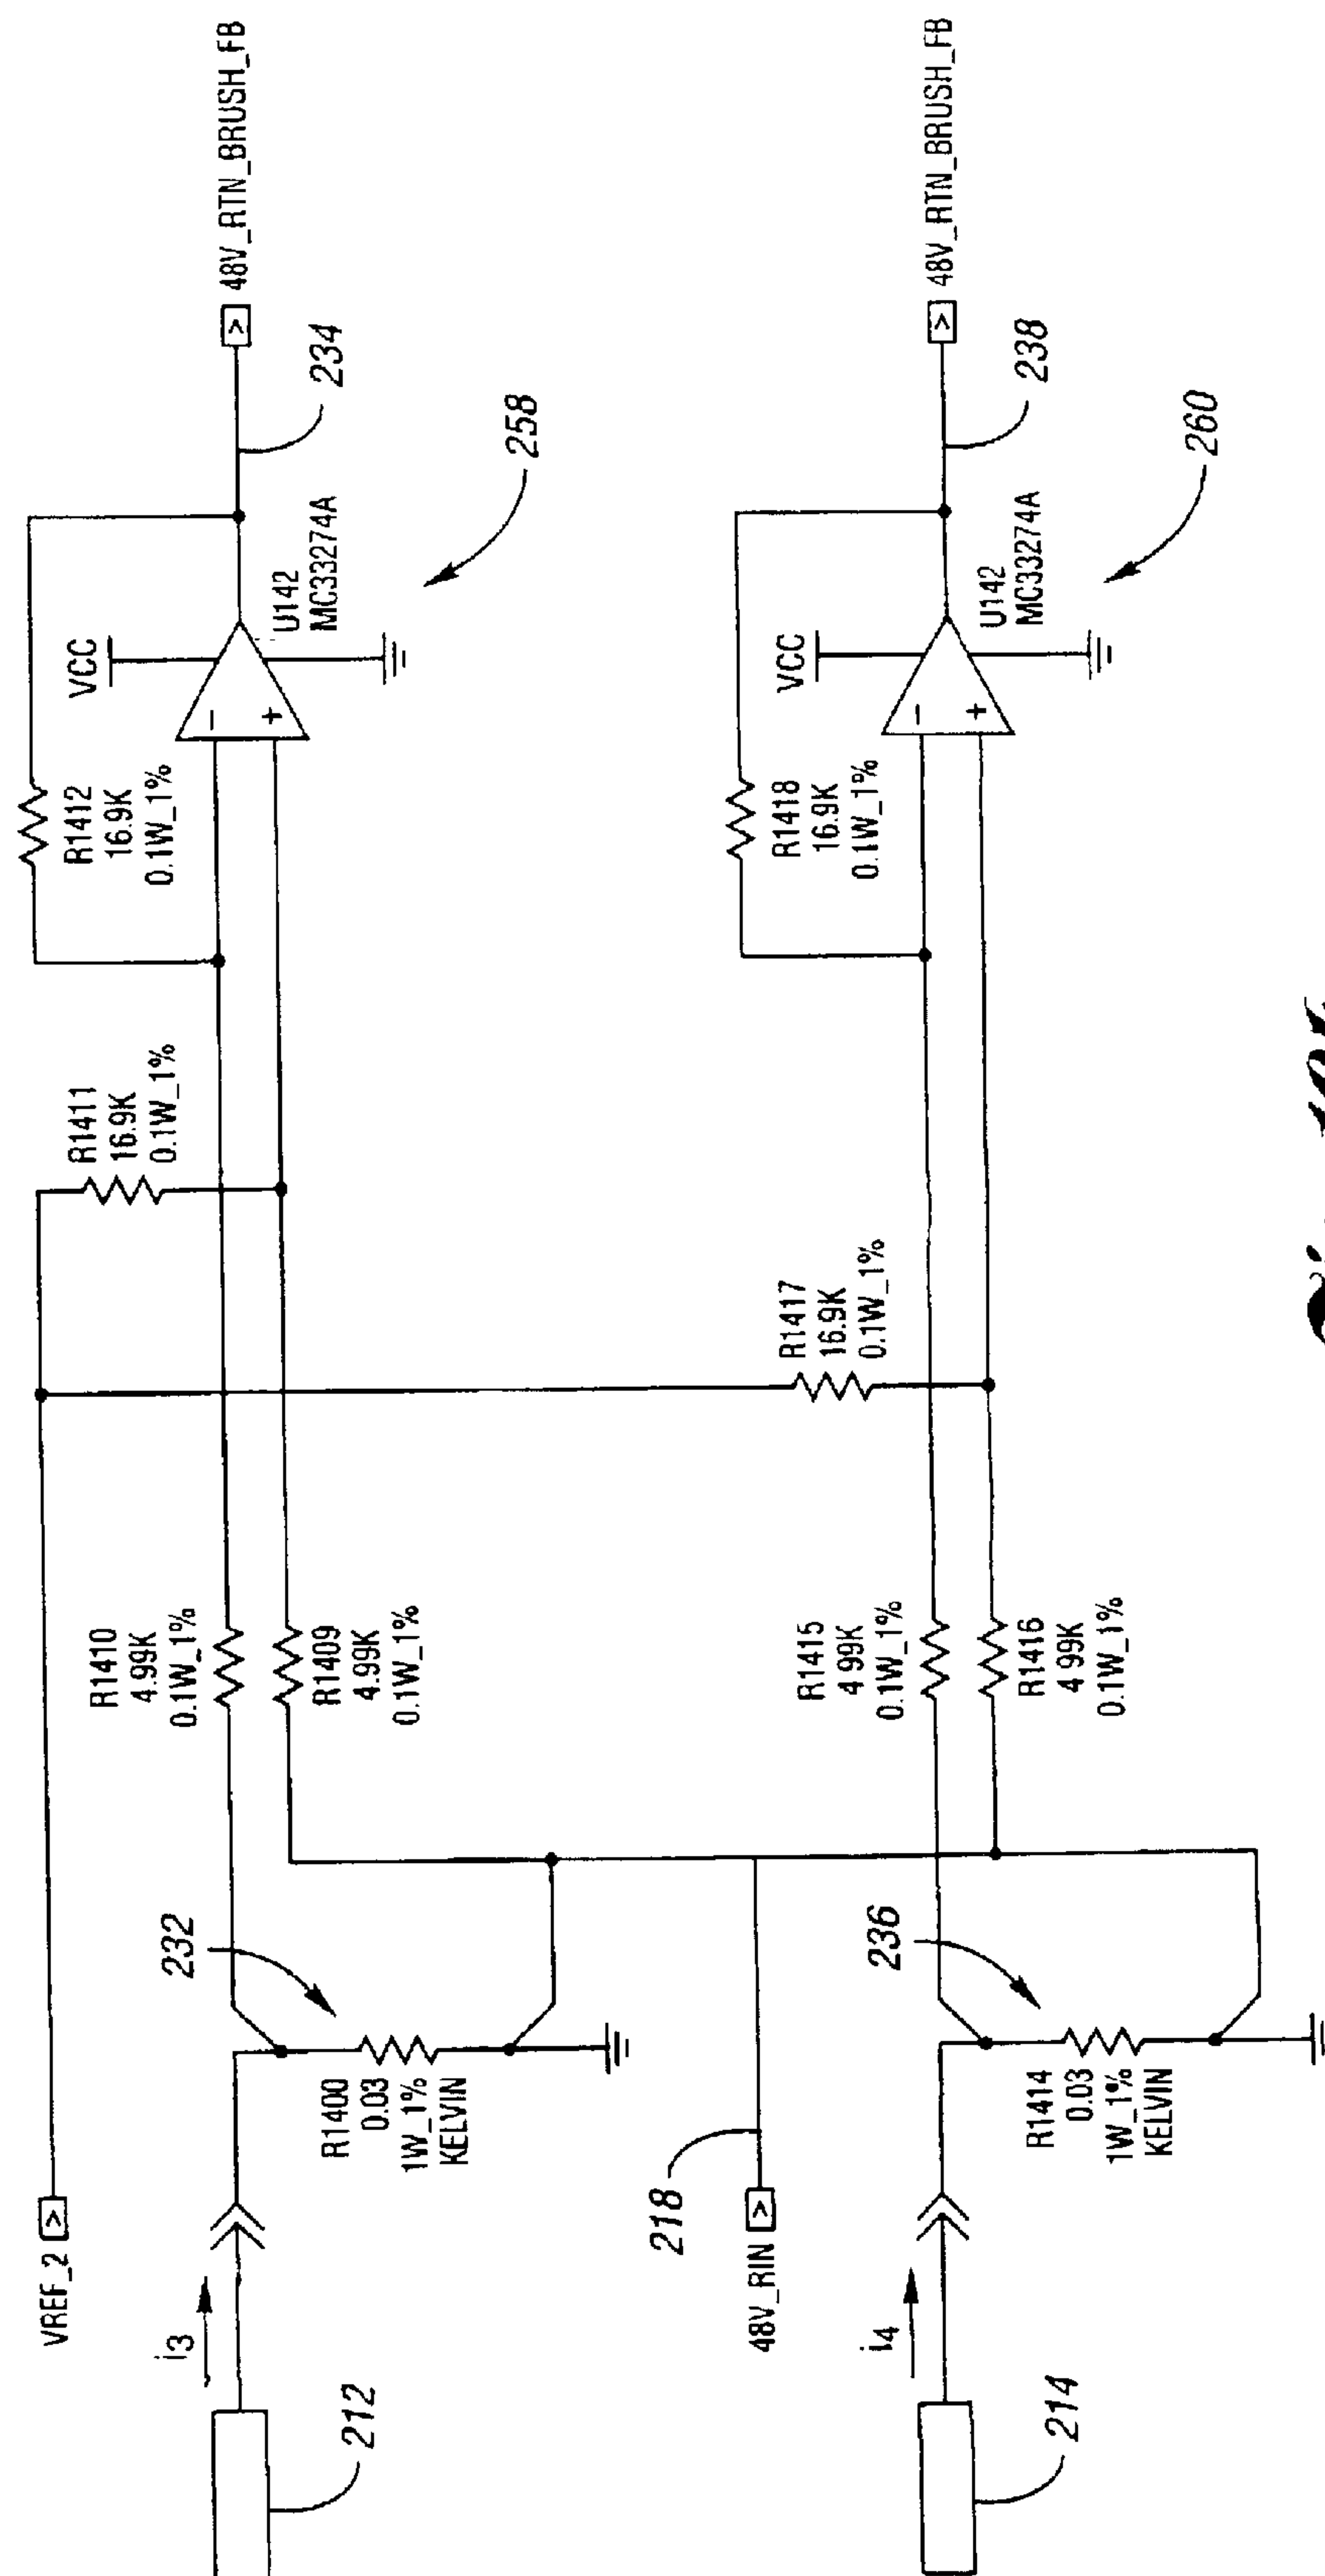 VREF_2
i3
212
232
R1400
0.03
1W_1%
KELVIN
R1410
4.99K
0.1W_1%
R1409
4.99K
0.1W_1%
R1411
16.9K
0.1W_1%
R1412
16.9K
0.1W_1%
VCC
-
+
U142
MC33274A
234
48V_RTN_BRUSH_FB
258
218
48V_RIN
i4
214
236
R1414
0.03
1W_1%
KELVIN
R1415
4 99K
0.1W_1%
R1416
4 99K
0.1W_1%
R1417
16.9K
0.1W_1%
R1418
16.9K
0.1W_1%
VCC
-
+
U142
MC33274A
238
48V_RTN_BRUSH_FB
260